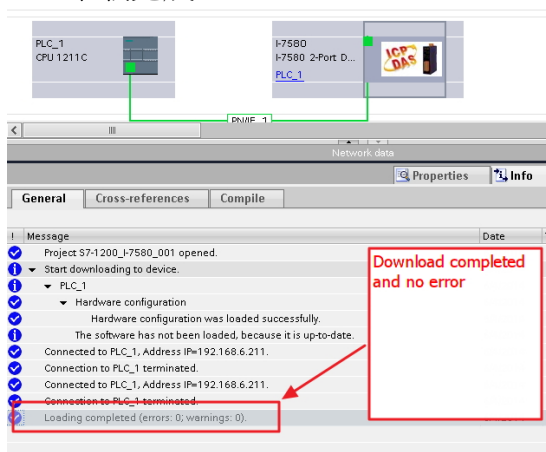 PLC_1
CPU 1211C
I-7580
I-7580 2-Port D...
PLC_1
ICP
DAS
PN/IE_1
Network data
Properties
Info
General
Cross-references
Compile
! Message
Date
Project S7-1200_I-7580_001 opened.
Start downloading to device.
PLC_1
Hardware configuration
Hardware configuration was loaded successfully.
The software has not been loaded, because it is up-to-date.
Connected to PLC_1, Address IP=192.168.6.211.
Connection to PLC_1 terminated.
Connected to PLC_1, Address IP=192.168.6.211.
Connection to PLC_1 terminated.
Loading completed (errors: 0; warnings: 0).
Download completed
and no error